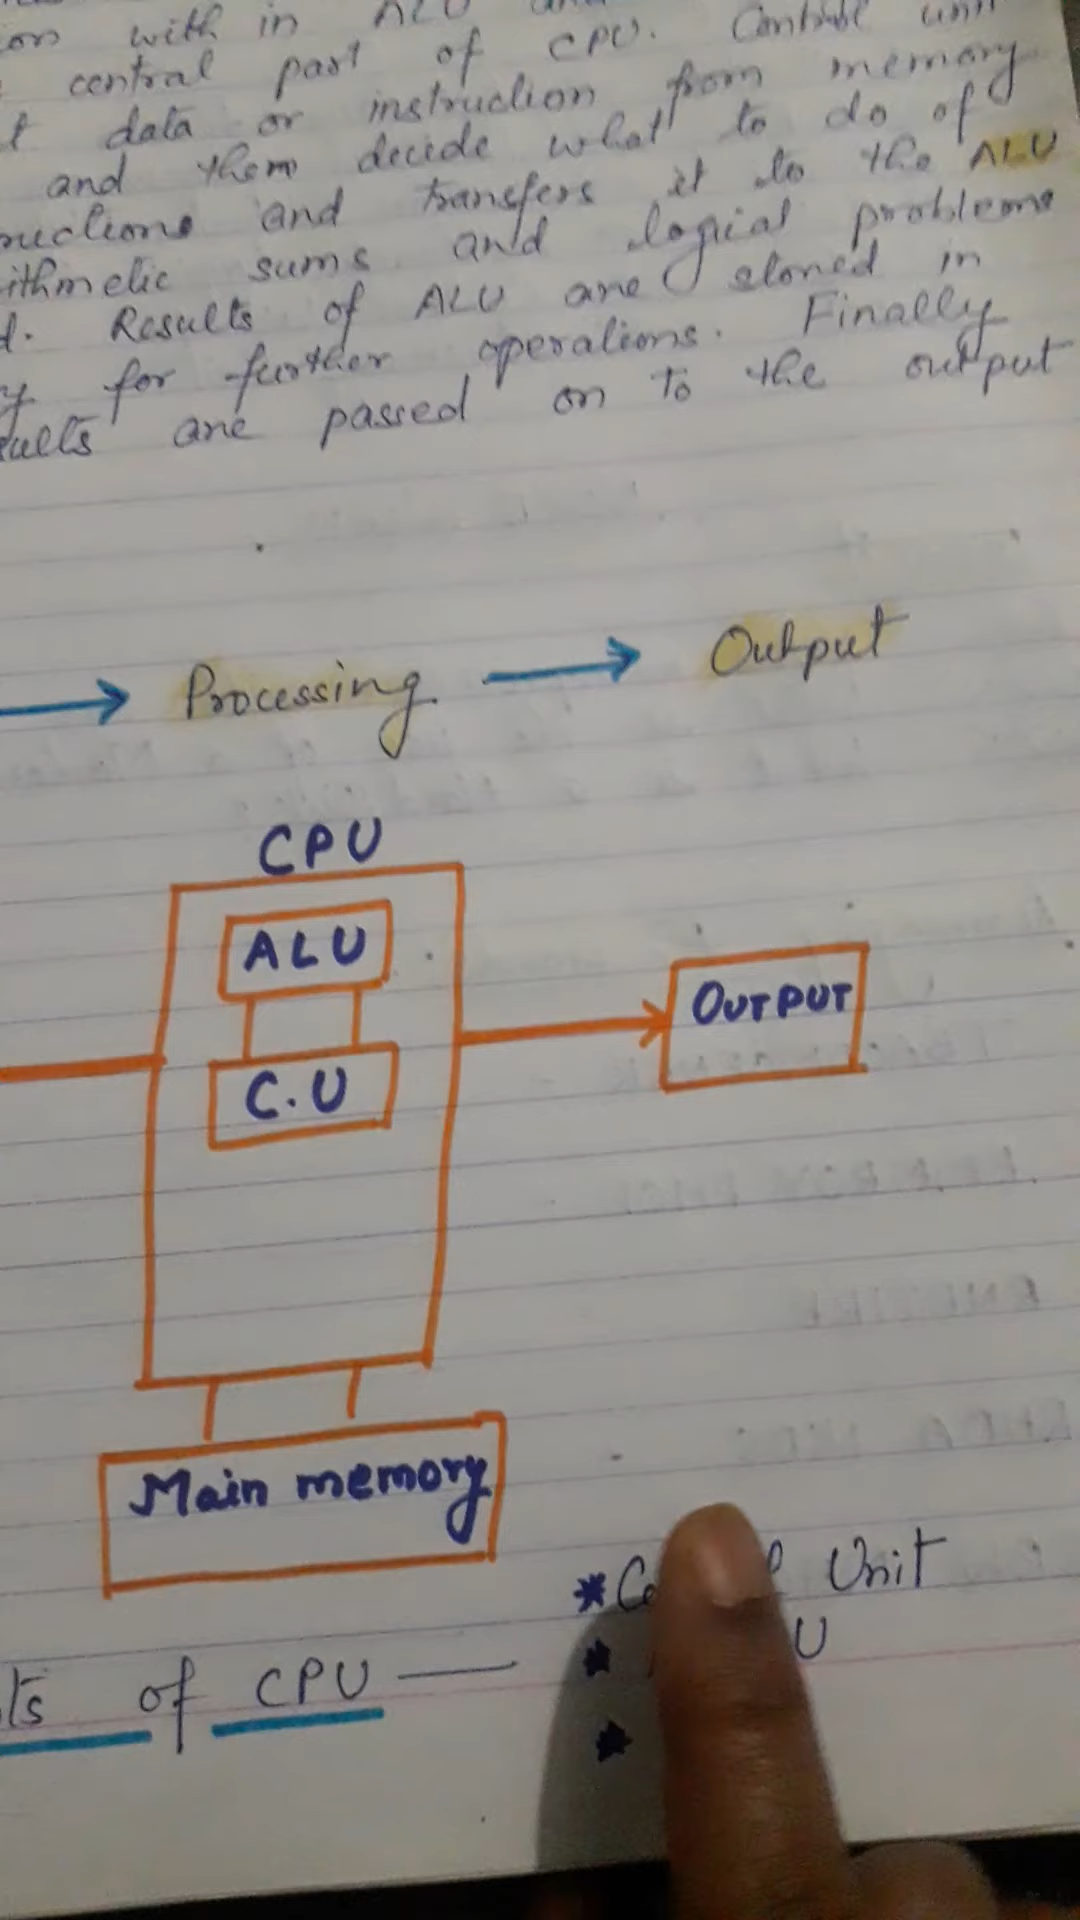 with in ALU
central part of CPU. Control unit
data or instruction from memory
and them decide what to do of
and transfers it to the ALU
sums and logical problems
Results of ALU are stored in
for further operations. Finally
are passed on to the output
Processing Output
CPU
ALU
OUTPUT
C.U
Main memory
Unit
of CPU